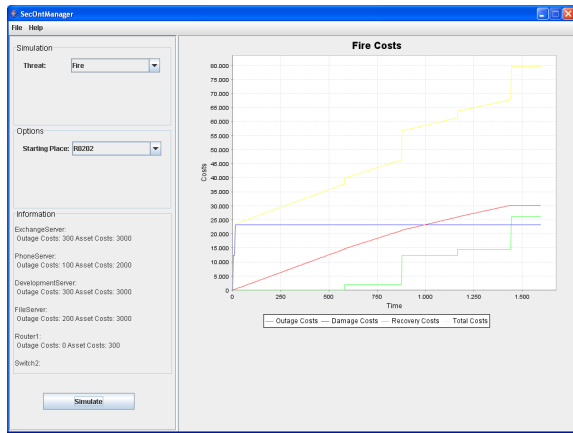 SecOntManager
File Help
Simulation
Threat: Fire
Options
Starting Place: R0202
Information
ExchangeServer:
Outage Costs: 300 Asset Costs: 3000
PhoneServer:
Outage Costs: 100 Asset Costs: 2000
DevelopmentServer:
Outage Costs: 300 Asset Costs: 3000
FileServer:
Outage Costs: 200 Asset Costs: 3000
Router1:
Outage Costs: 0 Asset Costs: 300
Switch2:
Simulate
Fire Costs
80.000
75.000
70.000
65.000
60.000
55.000
50.000
45.000
40.000
35.000
30.000
25.000
20.000
15.000
10.000
5.000
0
Costs
0 250 500 750 1.000 1.250 1.500
Time
Outage Costs Damage Costs Recovery Costs Total Costs